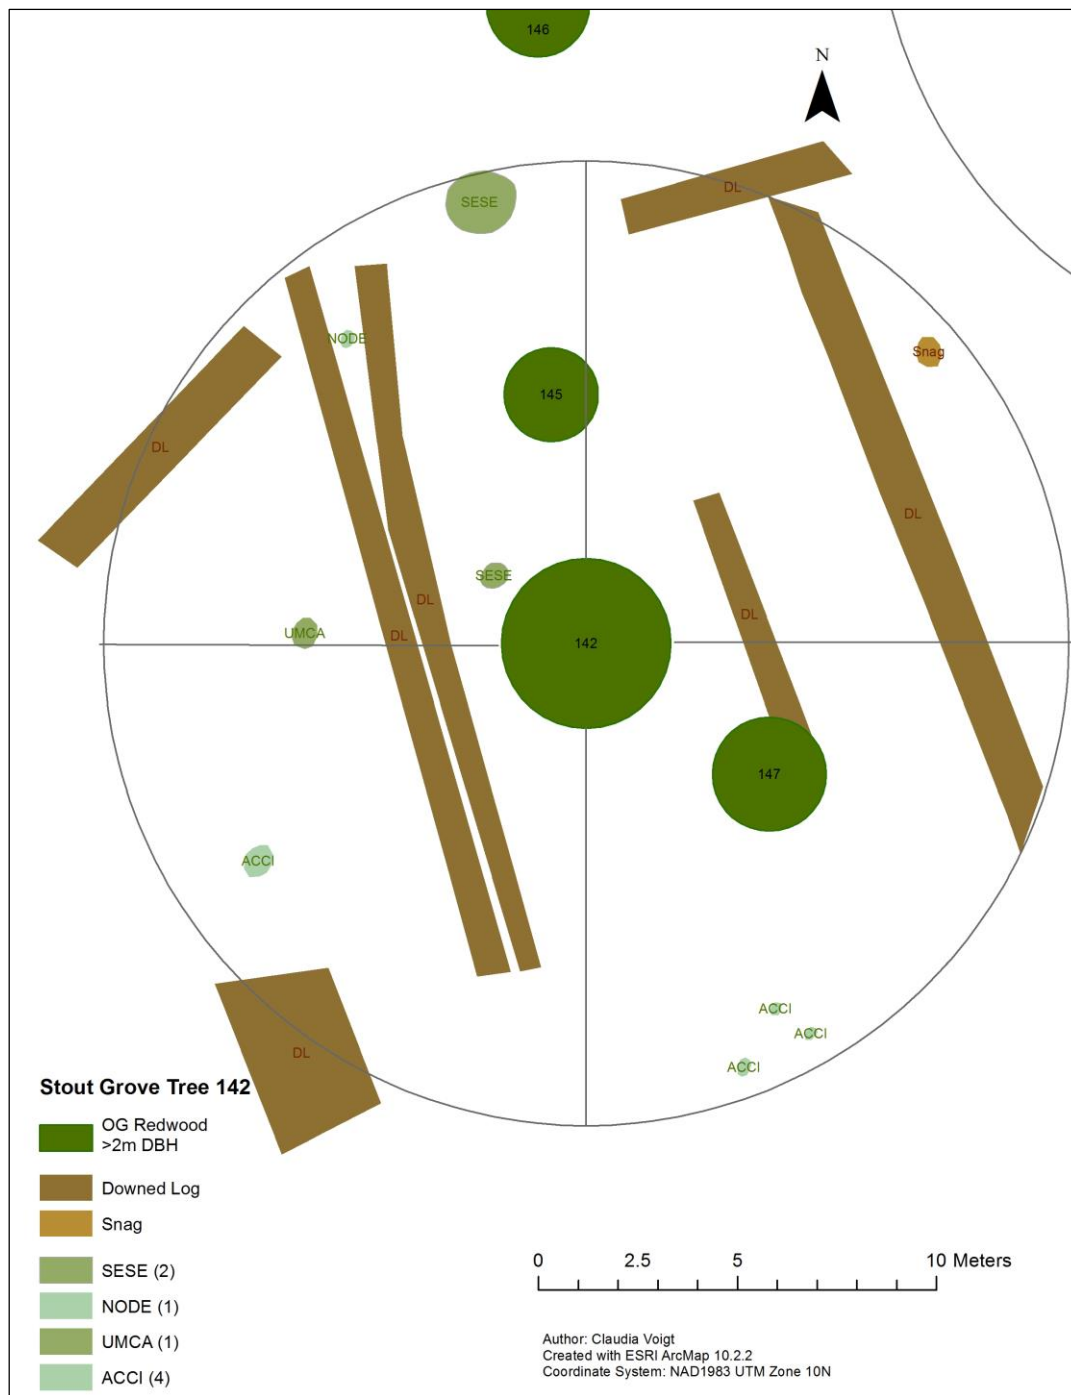 146
N
DL
SESE
NODE
Snag
145
DL
DL
SESE
DL
DL
UMCA
DL
142
147
ACCI
ACCI
ACCI
ACCI
DL
Stout Grove Tree 142
OG Redwood
>2m DBH
Downed Log
Snag
SESE (2)
NODE (1)
UMCA (1)
ACCI (4)
0 2.5 5 10 Meters
Author: Claudia Voigt
Created with ESRI ArcMap 10.2.2
Coordinate System: NAD1983 UTM Zone 10N